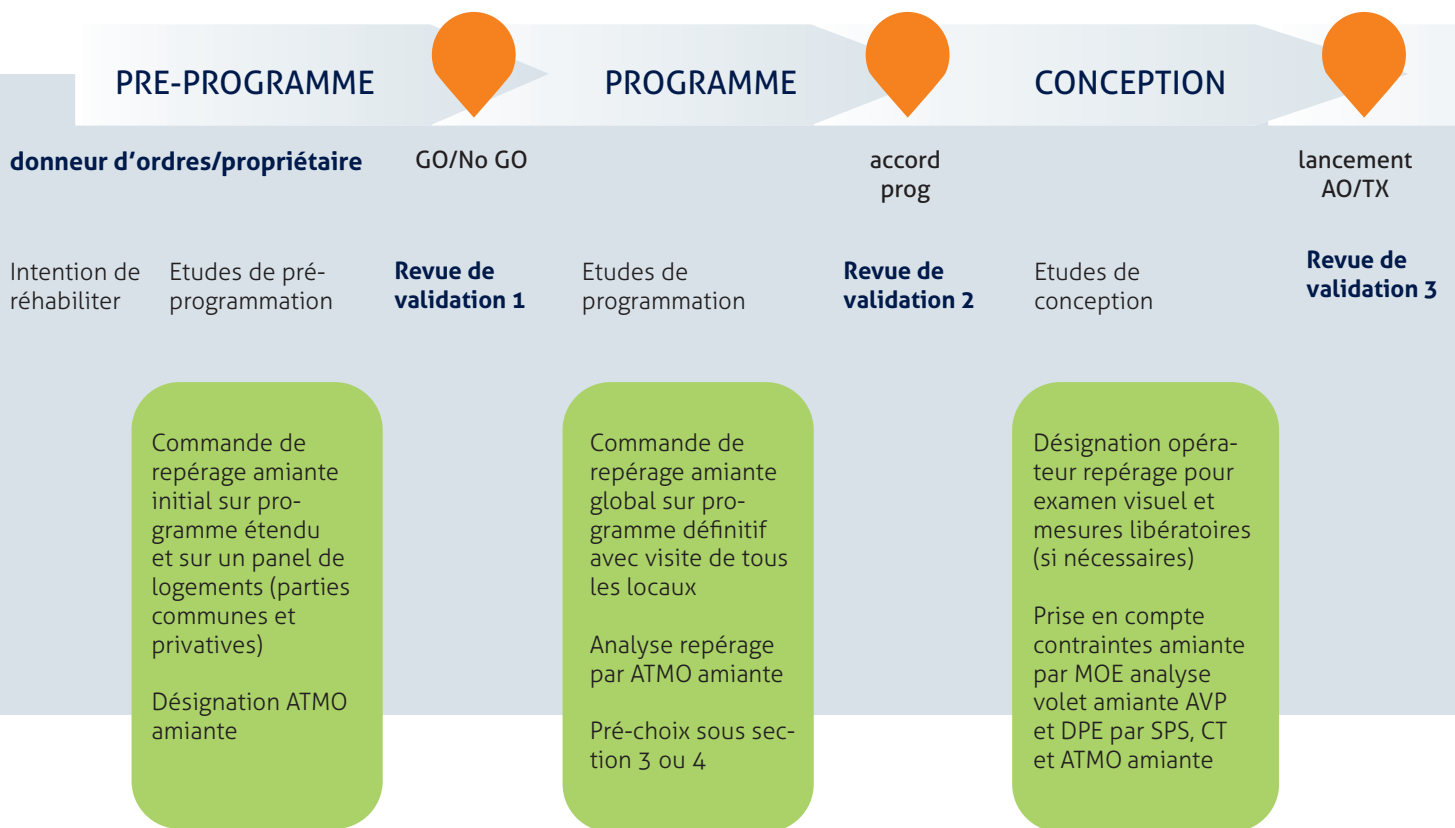 PRE-PROGRAMME
PROGRAMME
CONCEPTION
donneur d'ordres/propriétaire
GO/No GO
accord
prog
lancement
AO/TX
Intention de
réhabiliter
Etudes de pré-
programmation
Revue de
validation 1
Etudes de
programmation
Revue de
validation 2
Etudes de
conception
Revue de
validation 3
Commande de
repérage amiante
initial sur pro-
gramme étendu
et sur un panel de
logements (parties
communes et
privatives)
Désignation ATMO
amiante
Commande de
repérage amiante
global sur pro-
gramme définitif
avec visite de tous
les locaux
Analyse repérage
par ATMO amiante
Pré-choix sous sec-
tion 3 ou 4
Désignation opéra-
teur repérage pour
examen visuel et
mesures libératoires
(si nécessaires)
Prise en compte
contraintes amiante
par MOE analyse
volet amiante AVP
et DPE par SPS, CT
et ATMO amiante